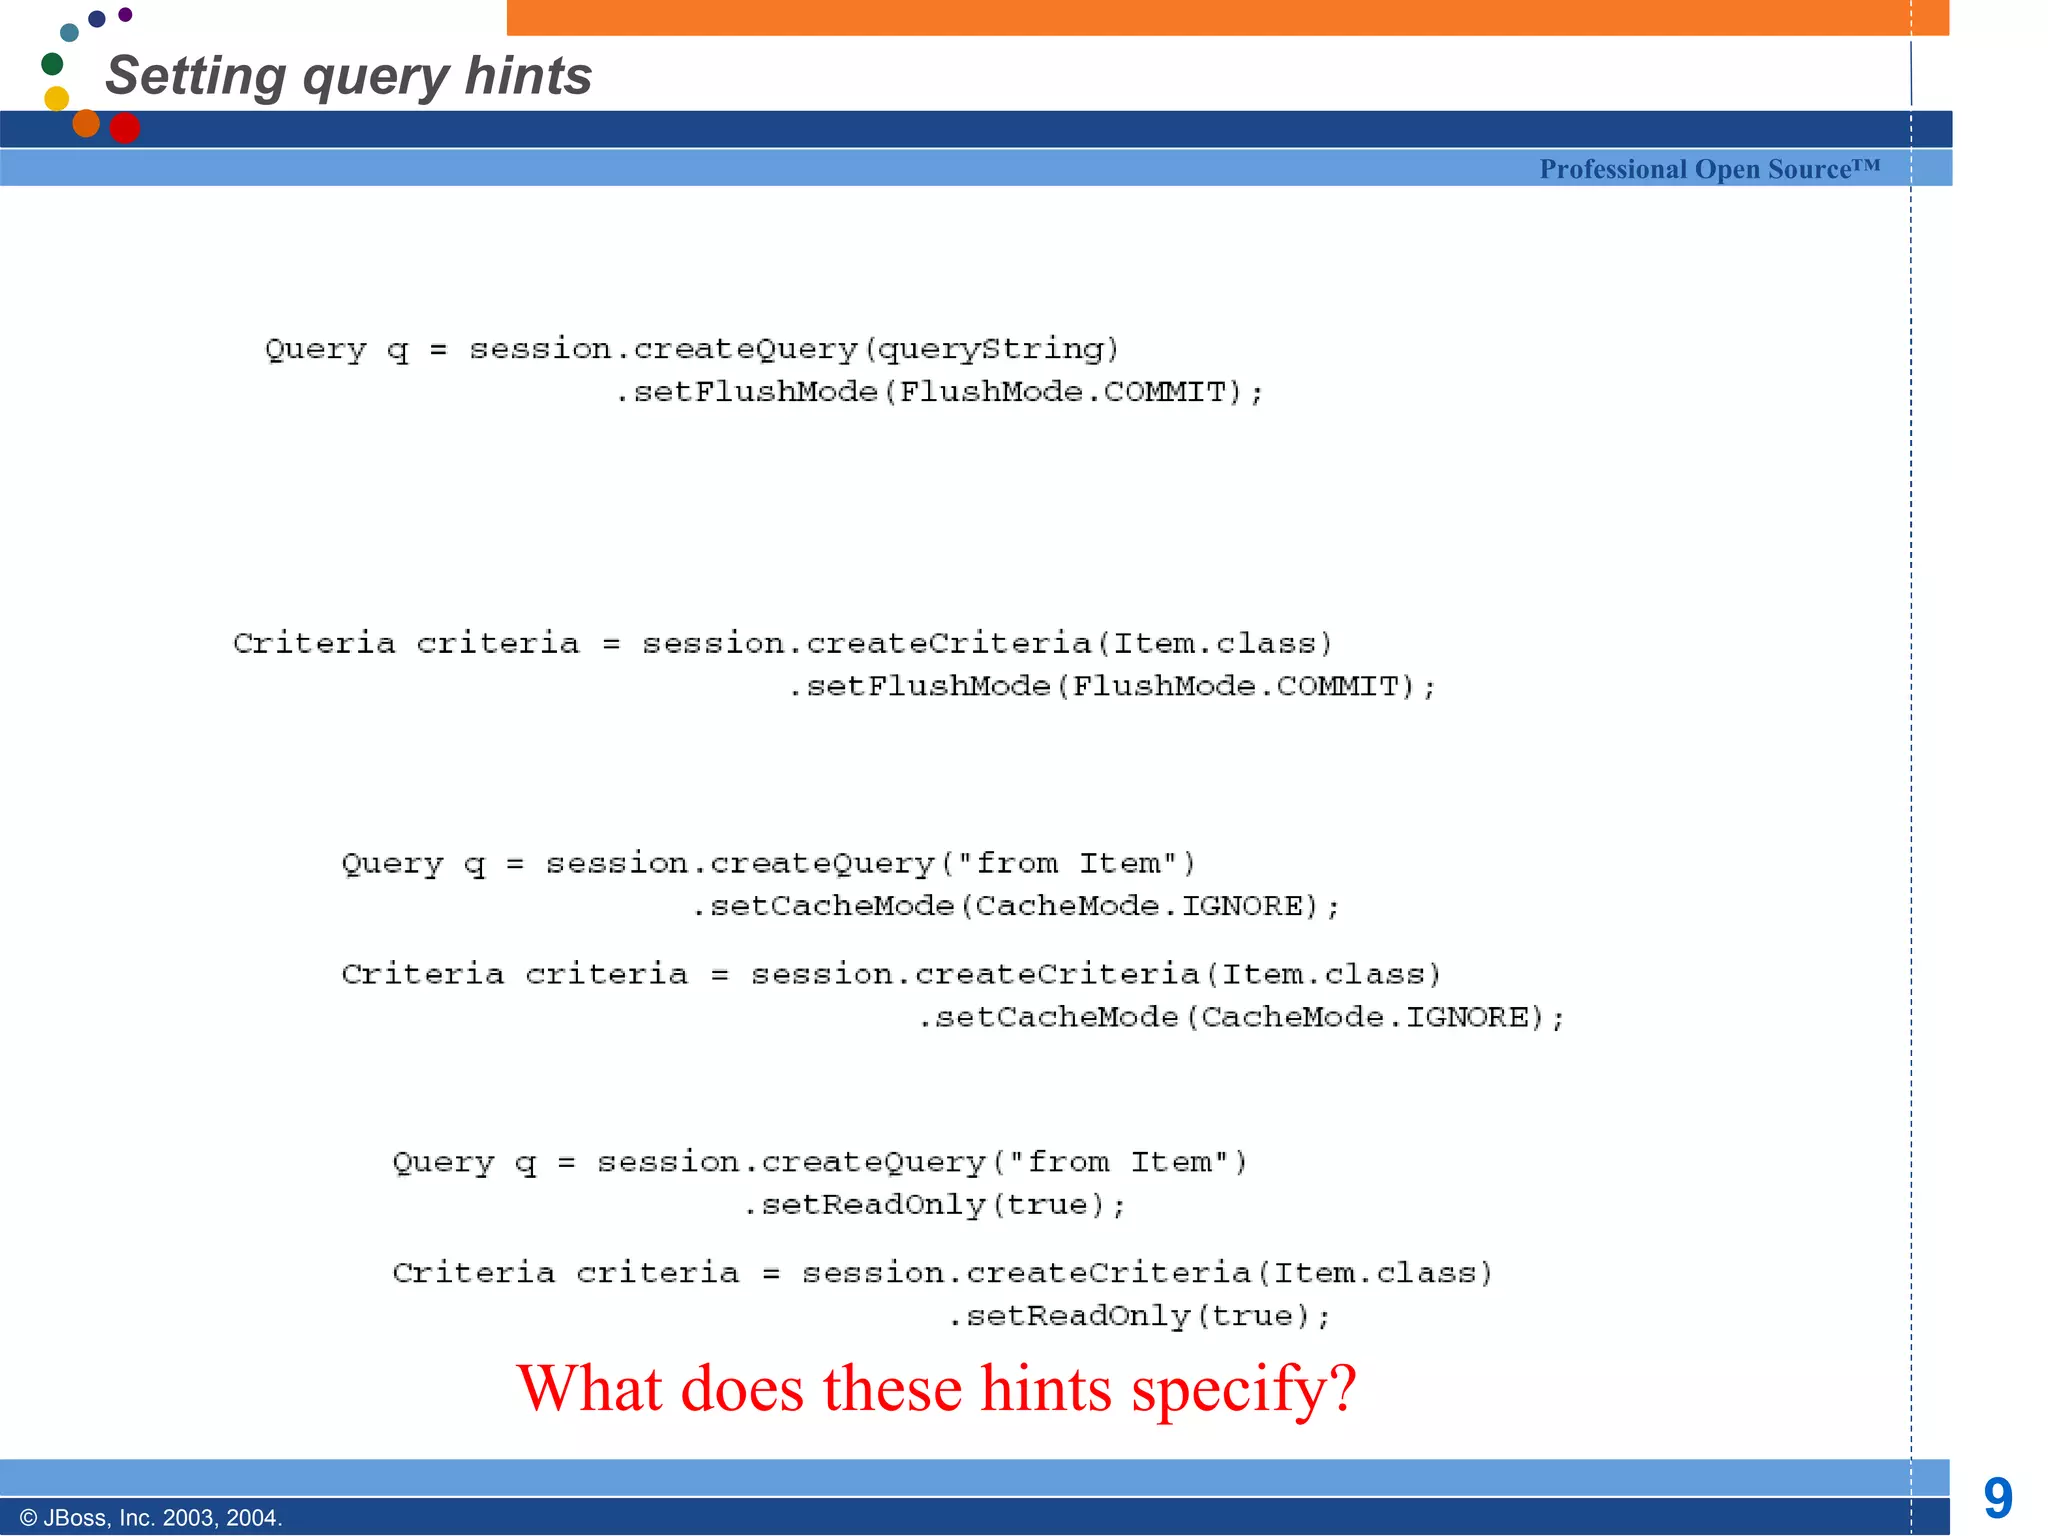 Setting query hints
Professional Open Source™
Query q = session.createQuery(queryString)
.setFlushMode(FlushMode.COMMIT);
Criteria criteria = session.createCriteria(Item.class)
.setFlushMode(FlushMode.COMMIT);
Query q = session.createQuery("from Item")
.setCacheMode(CacheMode.IGNORE);
Criteria criteria = session.createCriteria(Item.class)
.setCacheMode(CacheMode.IGNORE);
Query q = session.createQuery("from Item")
.setReadOnly(true);
Criteria criteria = session.createCriteria(Item.class)
.setReadOnly(true);
What does these hints specify?
© JBoss, Inc. 2003, 2004.
9